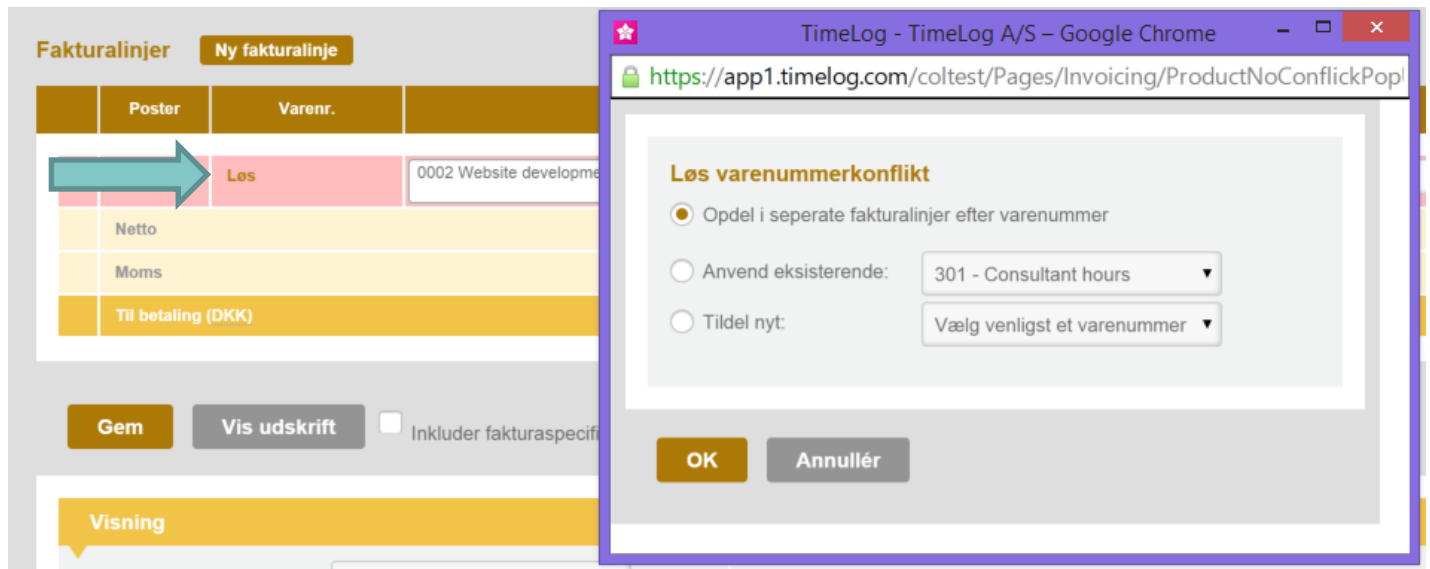 Fakturalinjer Ny fakturalinje
Poster Varenr.
Løs 0002 Website developme
Netto
Moms
Til betaling (DKK)
Gem Vis udskrift Inkluder fakturaspecifi
Visning
TimeLog - TimeLog A/S – Google Chrome
https://app1.timelog.com/coltest/Pages/Invoicing/ProductNoConflickPop
Løs varenummerkonflikt
Opdel i seperate fakturalinjer efter varenummer
Anvend eksisterende: 301 - Consultant hours
Tildel nyt: Vælg venligst et varenummer
OK Annullér